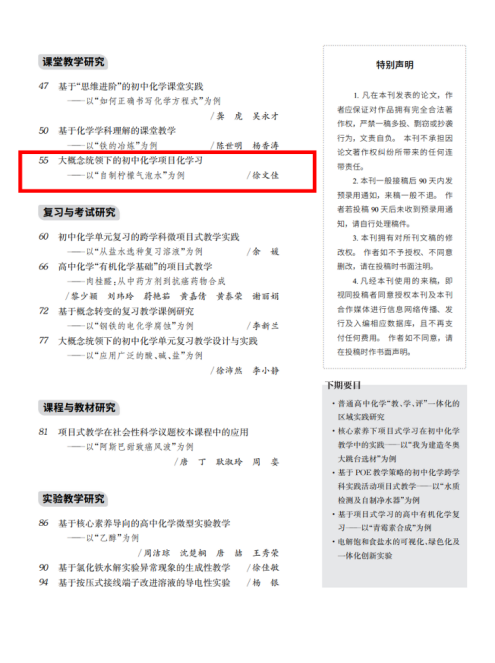 课堂教学研究
47 基于“思维进阶”的初中化学课堂实践
——以“如何正确书写化学方程式”为例
/龚 虎 吴永才
50 基于化学学科理解的课堂教学
——以“铁的冶炼”为例 /陈世明 杨香涛
55 大概念统领下的初中化学项目化学习
——以“自制柠檬气泡水”为例 /徐文佳
复习与考试研究
60 初中化学单元复习的跨学科微项目式教学实践
——以“从盐水选种复习溶液”为例 /余 媛
66 高中化学“有机化学基础”的项目式教学
——肉桂醛:从中药方剂到抗癌药物合成
/黎少颖 刘玮玲 蔚艳茹 黄嘉倩 黄泰荣 谢丽娟
72 基于概念转变的复习教学课例研究
——以“钢铁的电化学腐蚀”为例 /李新兰
77 大概念统领下的初中化学单元复习教学设计与实践
——以“应用广泛的酸、碱、盐”为例
/徐沛然 李小静
课程与教材研究
81 项目式教学在社会性科学议题校本课程中的应用
——以“阿斯巴甜致癌风波”为例
/唐 丁 耿淑玲 周 姿
实验教学研究
86 基于核心素养导向的高中化学微型实验教学
——以“乙醇”为例
/周洁琼 沈楚桐 唐 喆 王秀荣
90 基于氯化铁水解实验异常现象的生成性教学 /徐佳敏
94 基于按压式接线端子改进溶液的导电性实验 /杨 银
特别声明
1. 凡在本刊发表的论文,作
者应保证对作品拥有完全合法著
作权,严禁一稿多投、剽窃或抄袭
行为,文责自负。 本刊不承担因
论文著作权纠纷所带来的任何连
带责任。
2. 本刊一般接稿后 90 天内发
预录用通知,来稿一般不退。 作
者若投稿 90 天后未收到预录用通
知,请自行处理稿件。
3. 本刊拥有对所刊文稿的修
改权。 作者如不予授权、不同意
删改,请在投稿时书面注明。
4. 凡经本刊使用的来稿,即
视同投稿者同意授权本刊及本刊
合作媒体进行信息网络传播、发
行及入编相应数据库,且不再支
付任何费用。 作者如不同意,请
在投稿时作书面声明。
下期要目
·普通高中化学“教、学、评”一体化的
区域实践研究
·核心素养下项目式学习在初中化学
教学中的实践——以“我为建造冬奥
大跳台选材”为例
·基于 POE 教学策略的初中化学跨学
科实践活动项目式教学——以“水质
检测及自制净水器”为例
·基于项目式学习的高中有机化学复
习——以“青霉素合成”为例
·电解饱和食盐水的可视化、绿色化及
一体化创新实验